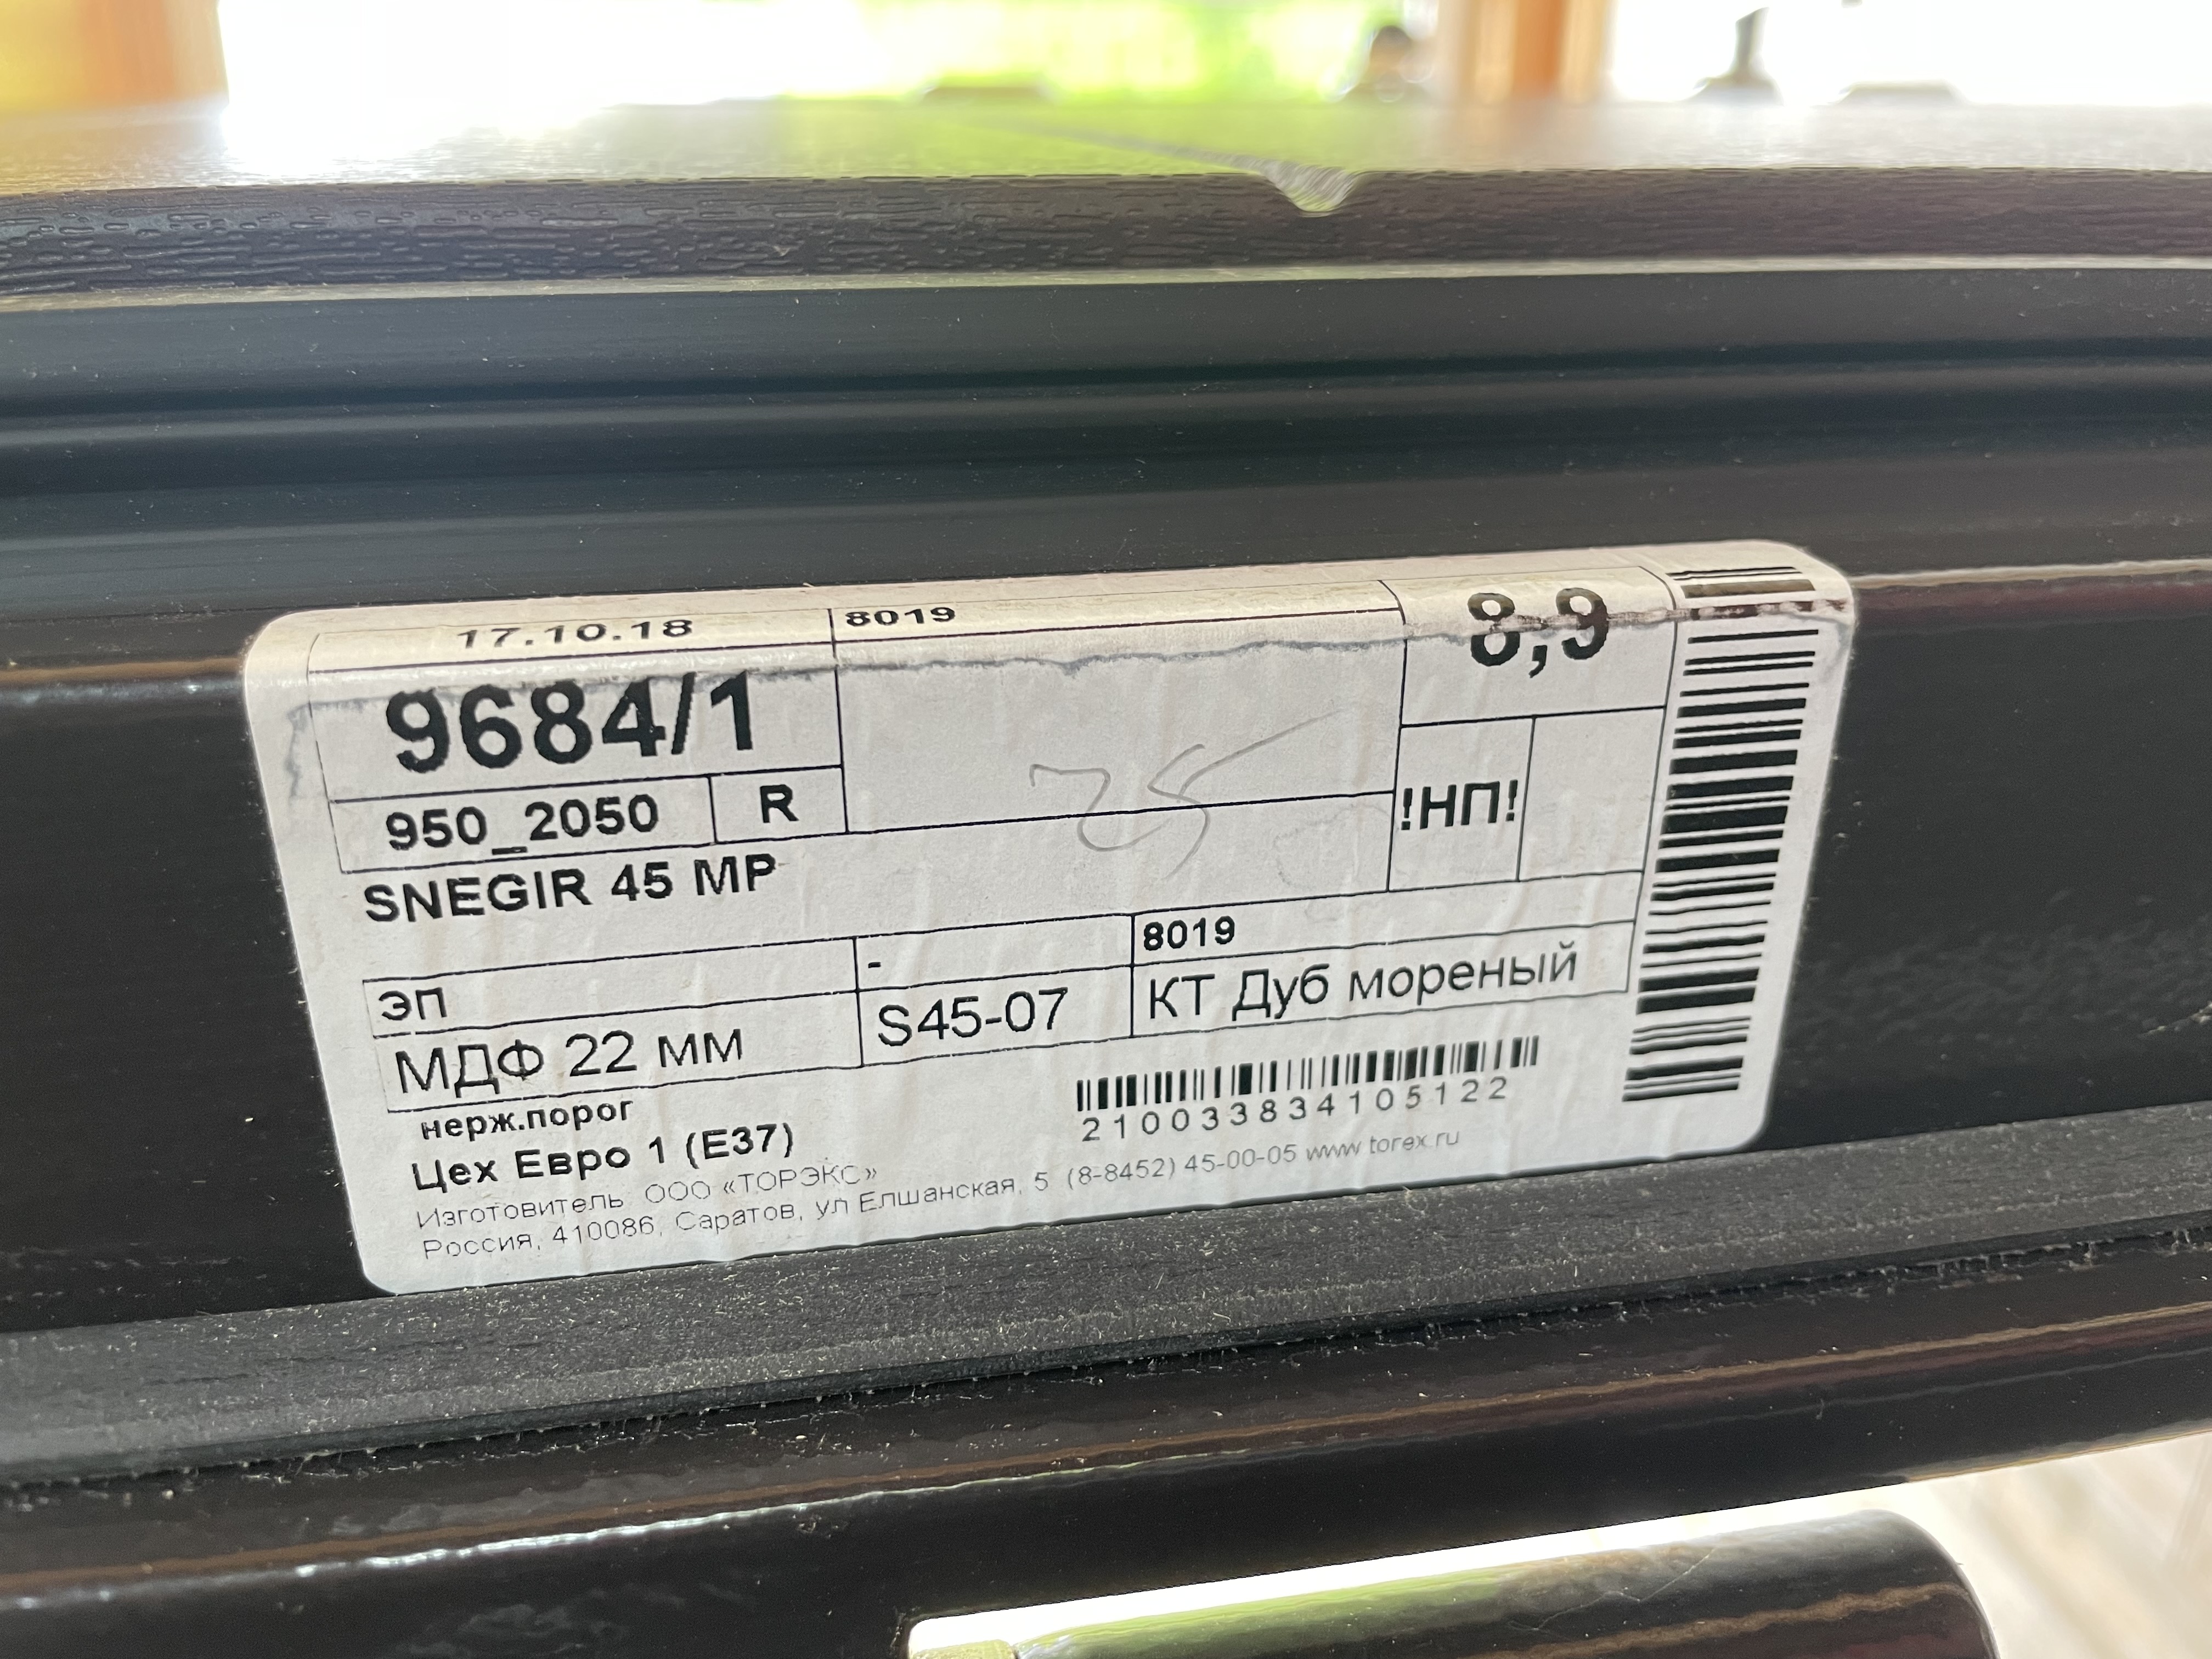 17.10.18
8019
8,9
9684/1
25
950_2050
R
!НП!
SNEGIR 45 MP
ЭП
-
8019
МДФ 22 мм
S45-07
КТ Дуб мореный
нерж.порог
210033834105122
Цех Евро 1 (E37)
Изготовитель: ООО «ТОРЭКС»
Россия, 410086, Саратов, ул Елшанская, 5 (8-8452) 45-00-05 www torex.ru